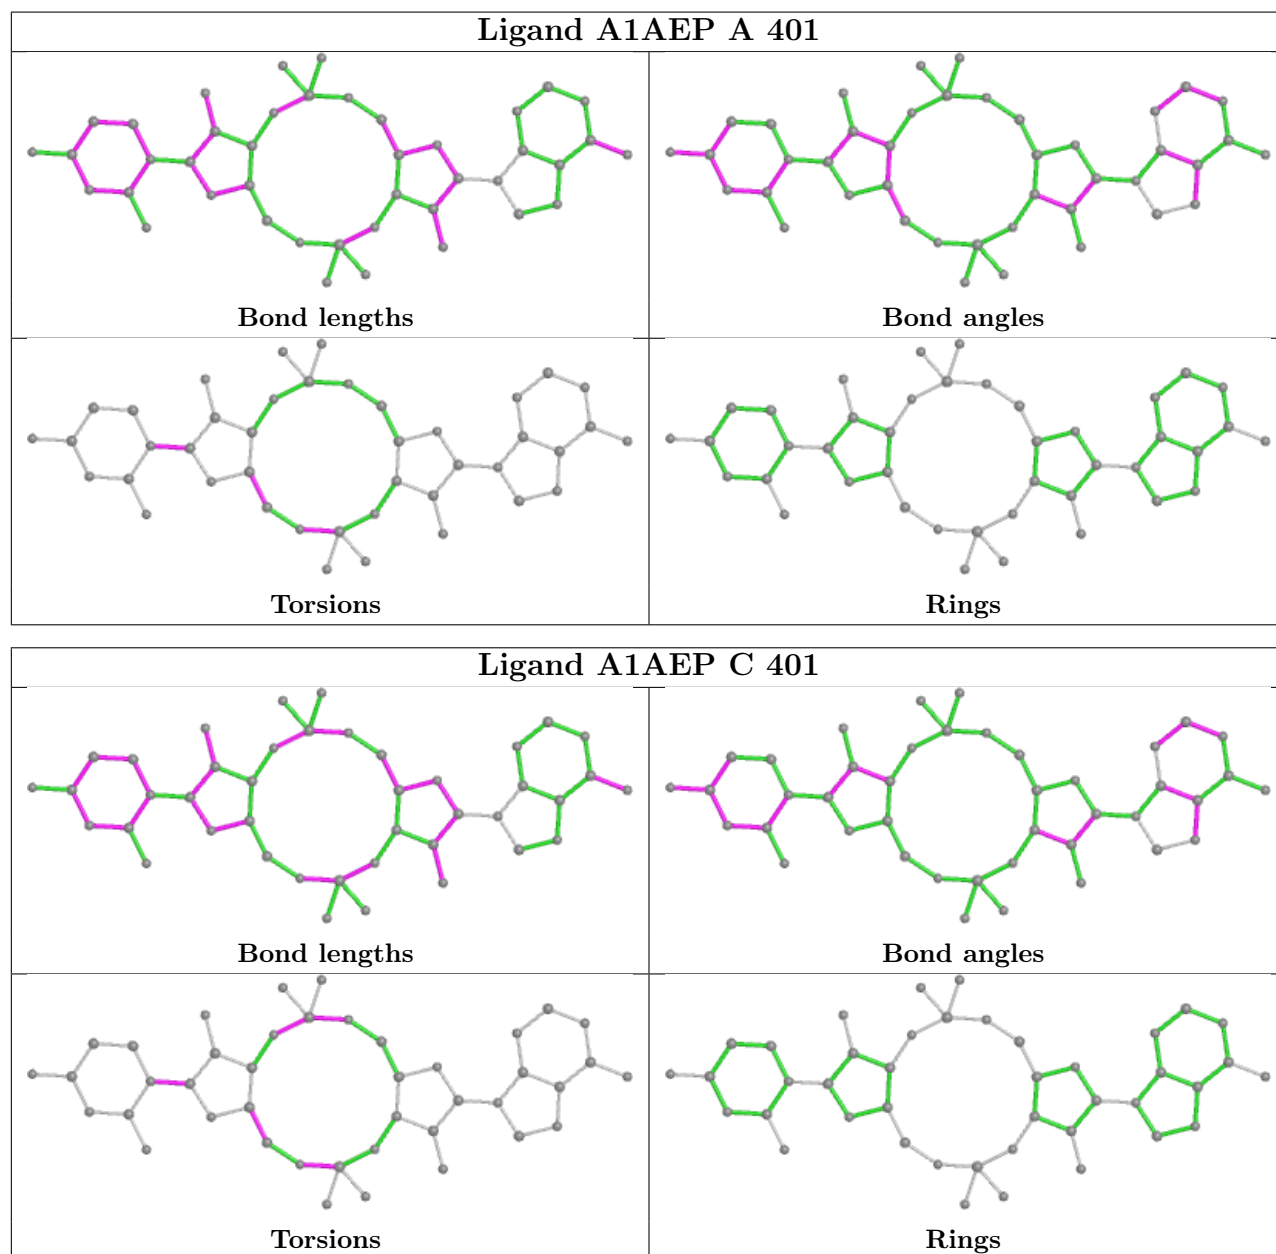 Ligand A1AEP A 401
Bond lengths
Bond angles
Torsions
Rings
Ligand A1AEP C 401
Bond lengths
Bond angles
Torsions
Rings